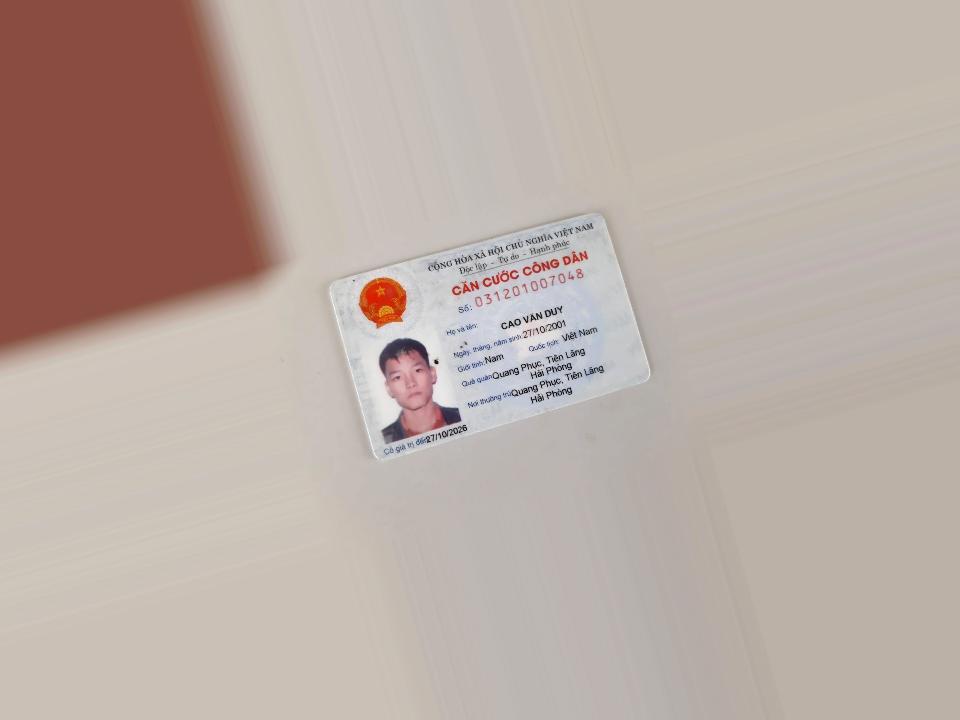 CỘNG HÒA XÃ HỘI CHỦ NGHĨA VIỆT NAM
Độc lập - Tự do - Hạnh phúc
CĂN CƯỚC CÔNG DÂN
Số: 031201007048
Họ và tên: CAO VĂN DUY
Ngày, tháng, năm sinh: 27/10/2001
Giới tính: Nam Quốc tịch: Việt Nam
Quê quán: Quang Phục, Tiên Lãng
Hải Phòng
Nơi thường trú: Quang Phục, Tiên Lãng
Hải Phòng
Có giá trị đến: 27/10/2026